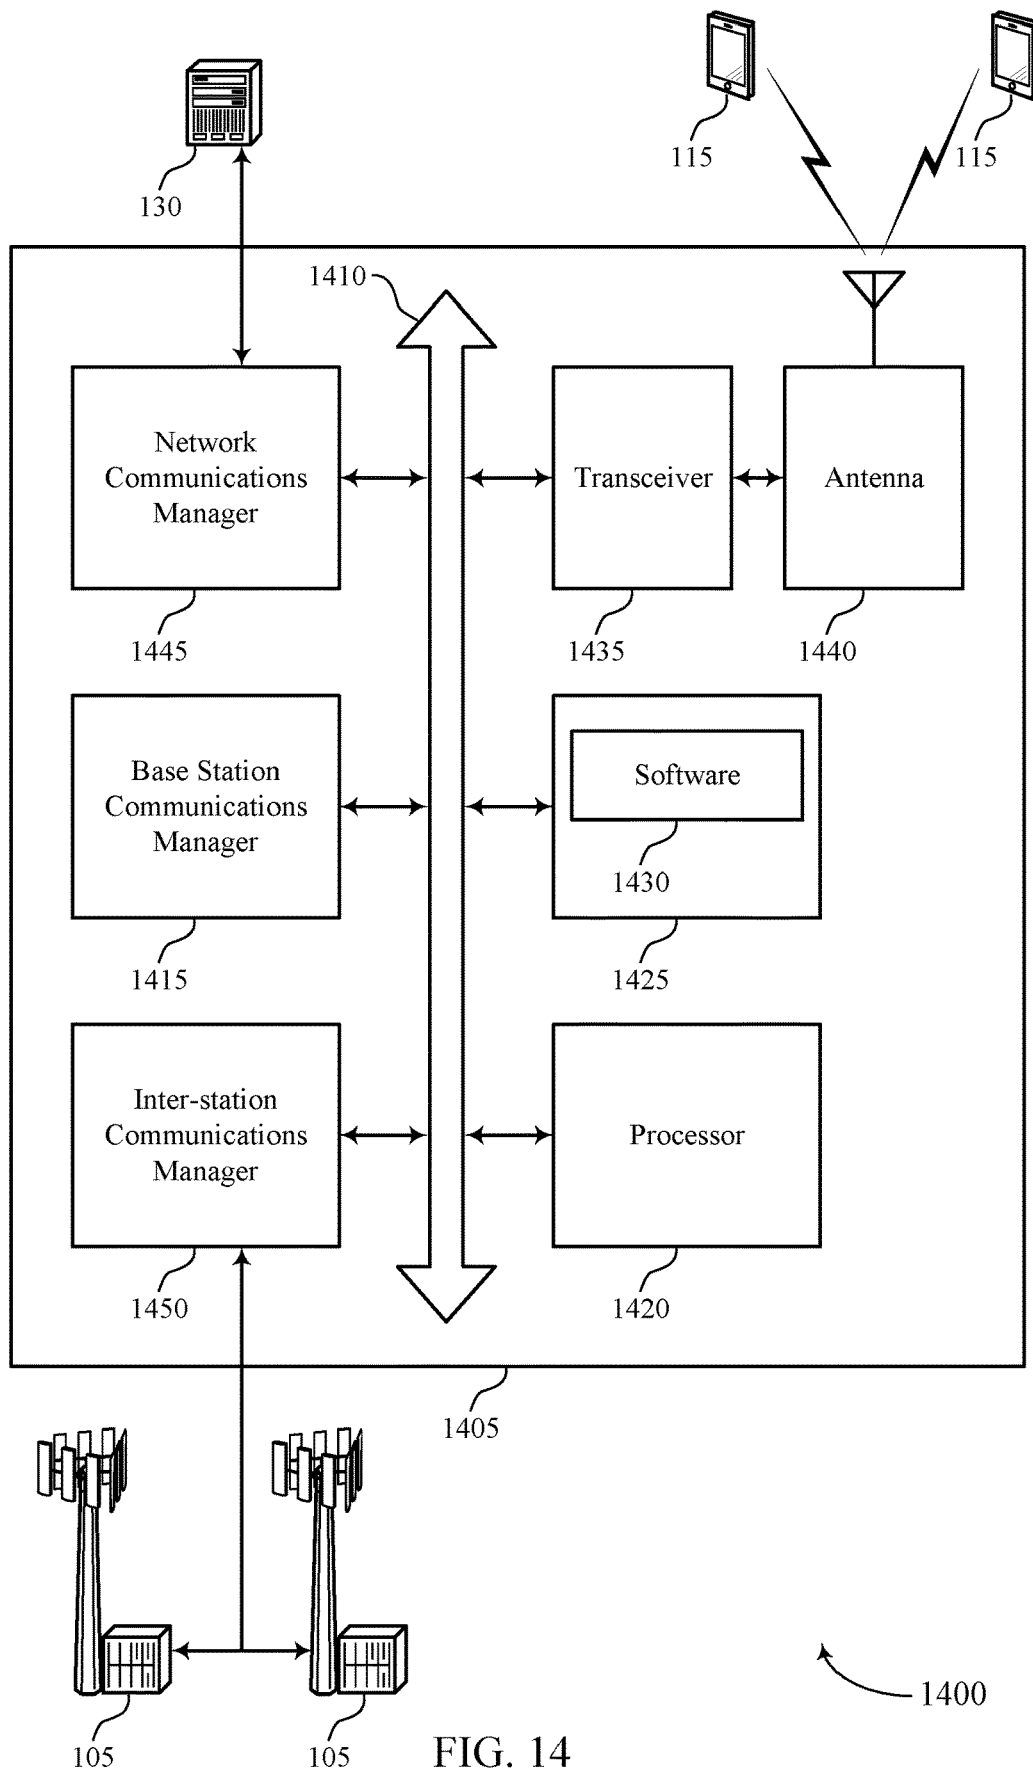 115
115
130
1410
Network
Communications
Manager
Transceiver
Antenna
1445
1435
1440
Base Station
Communications
Manager
Software
1430
1415
1425
Inter-station
Communications
Manager
Processor
1450
1420
1405
1400
105
105
FIG. 14